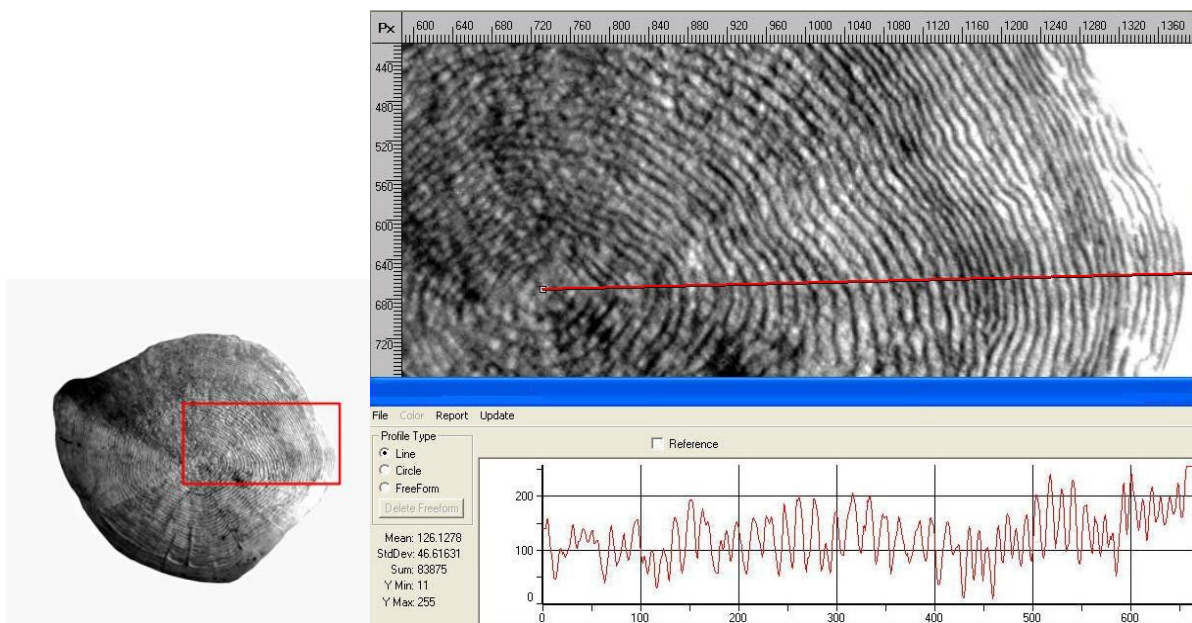 Px 600 640 720 760 800 840 880 920 960 1000 1040 1080 1120 1160 1200 1240 1280 1320 1360
440
480
520
560
600
640
680
720
File Color Report Update
Profile Type
Line
Circle
FreeForm
Delete Freeform
Reference
Mean: 126.1278
StdDev: 46.61631
Sum: 83875
Y Min: 11
Y Max: 255
200
100
0
0 100 200 300 400 500 600